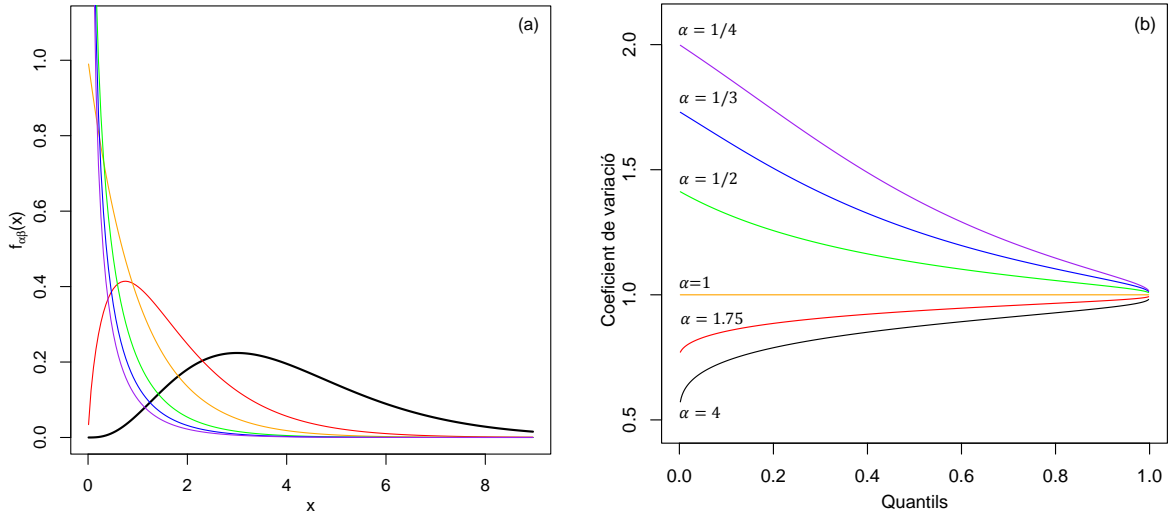 (a)
1.0
0.8
0.6
0.4
0.2
0.0
fαβ(x)
0 2 4 6 8
x
(b)
2.0
1.5
1.0
0.5
Coeficient de variació
α = 1/4
α = 1/3
α = 1/2
α=1
α = 1.75
α = 4
0.0 0.2 0.4 0.6 0.8 1.0
Quantils